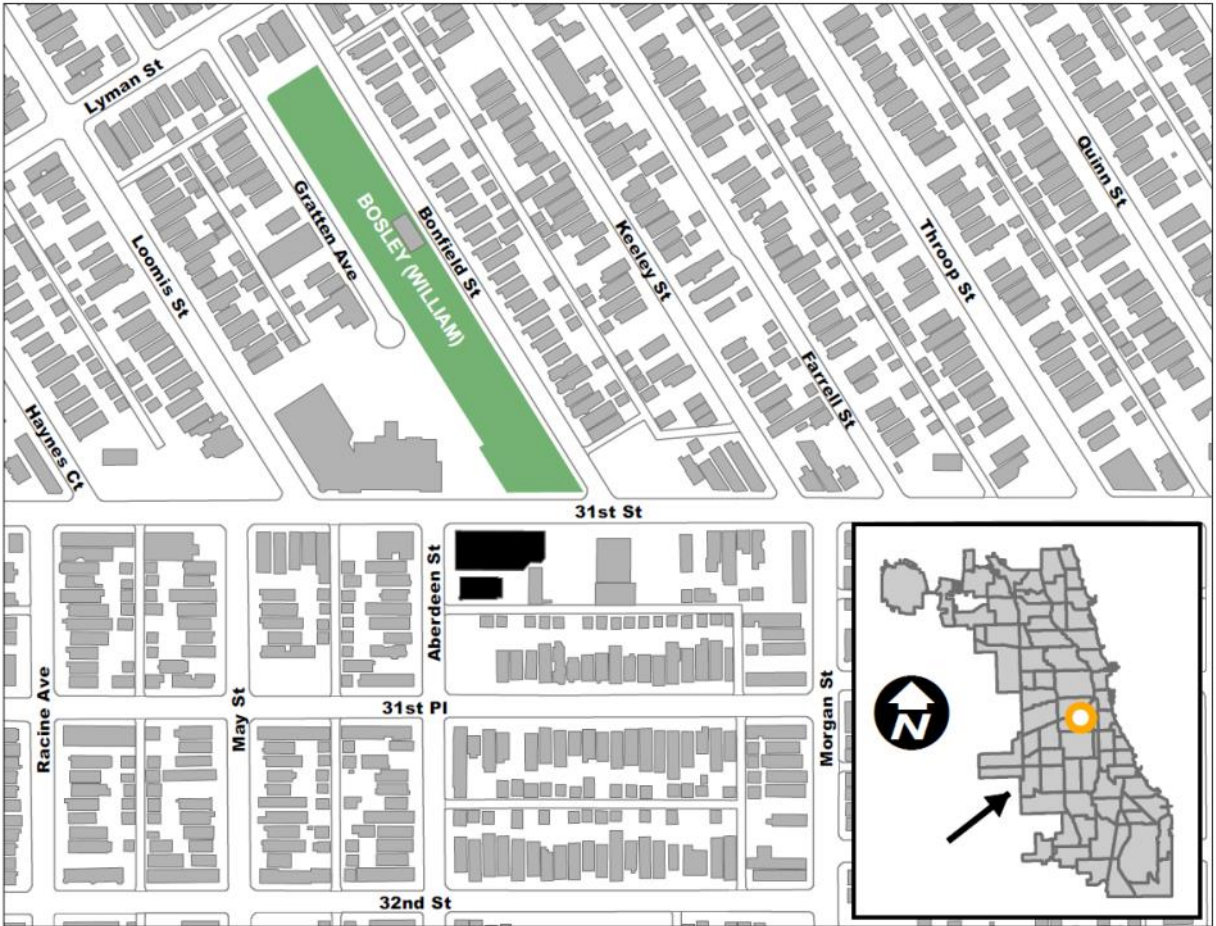 Lyman St
Quinn St
Gratten Ave
BOSLEY (WILLIAM)
Bonfield St
Keeley St
Throop St
Loomis St
Farrell St
Haynes Ct
31st St
Aberdeen St
Racine Ave
May St
31st Pl
Morgan St
N
32nd St